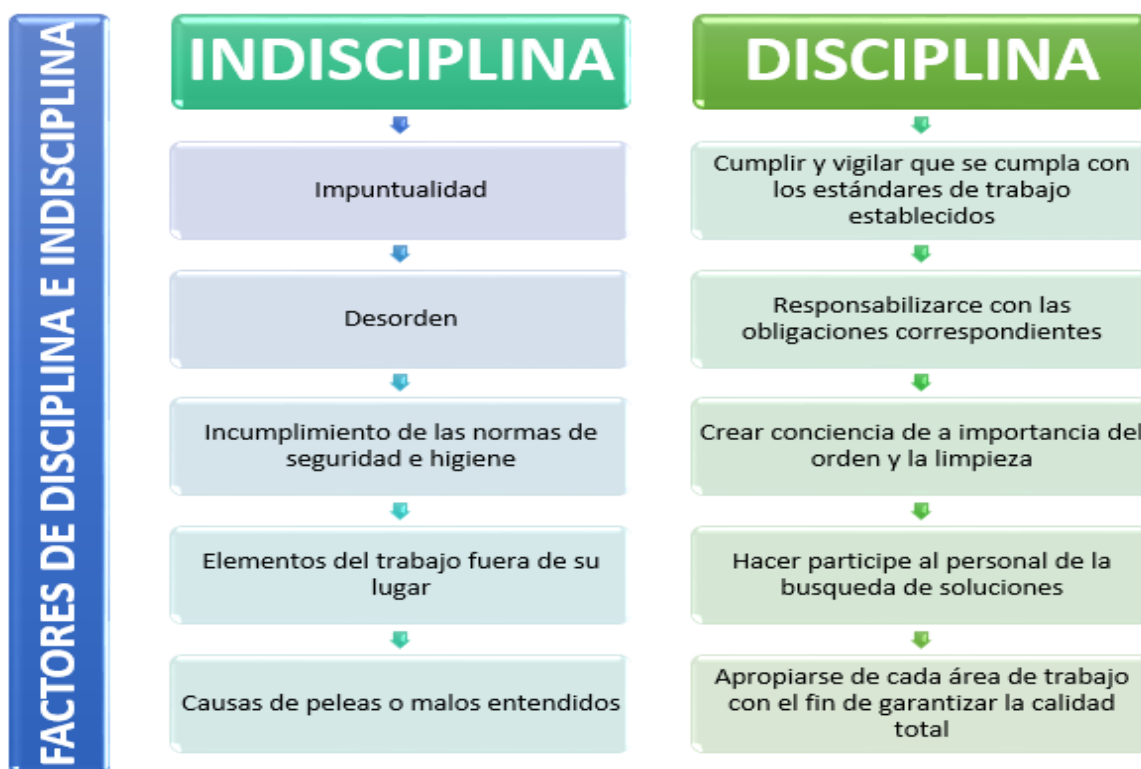 FACTORES DE DISCIPLINA E INDISCIPLINA
INDISCIPLINA
Impuntualidad
Desorden
Incumplimiento de las normas de
seguridad e higiene
Elementos del trabajo fuera de su
lugar
Causas de peleas o malos entendidos
DISCIPLINA
Cumplir y vigilar que se cumpla con
los estándares de trabajo
establecidos
Responsabilizarce con las
obligaciones correspondientes
Crear conciencia de a importancia del
orden y la limpieza
Hacer participe al personal de la
busqueda de soluciones
Apropiarse de cada área de trabajo
con el fin de garantizar la calidad
total